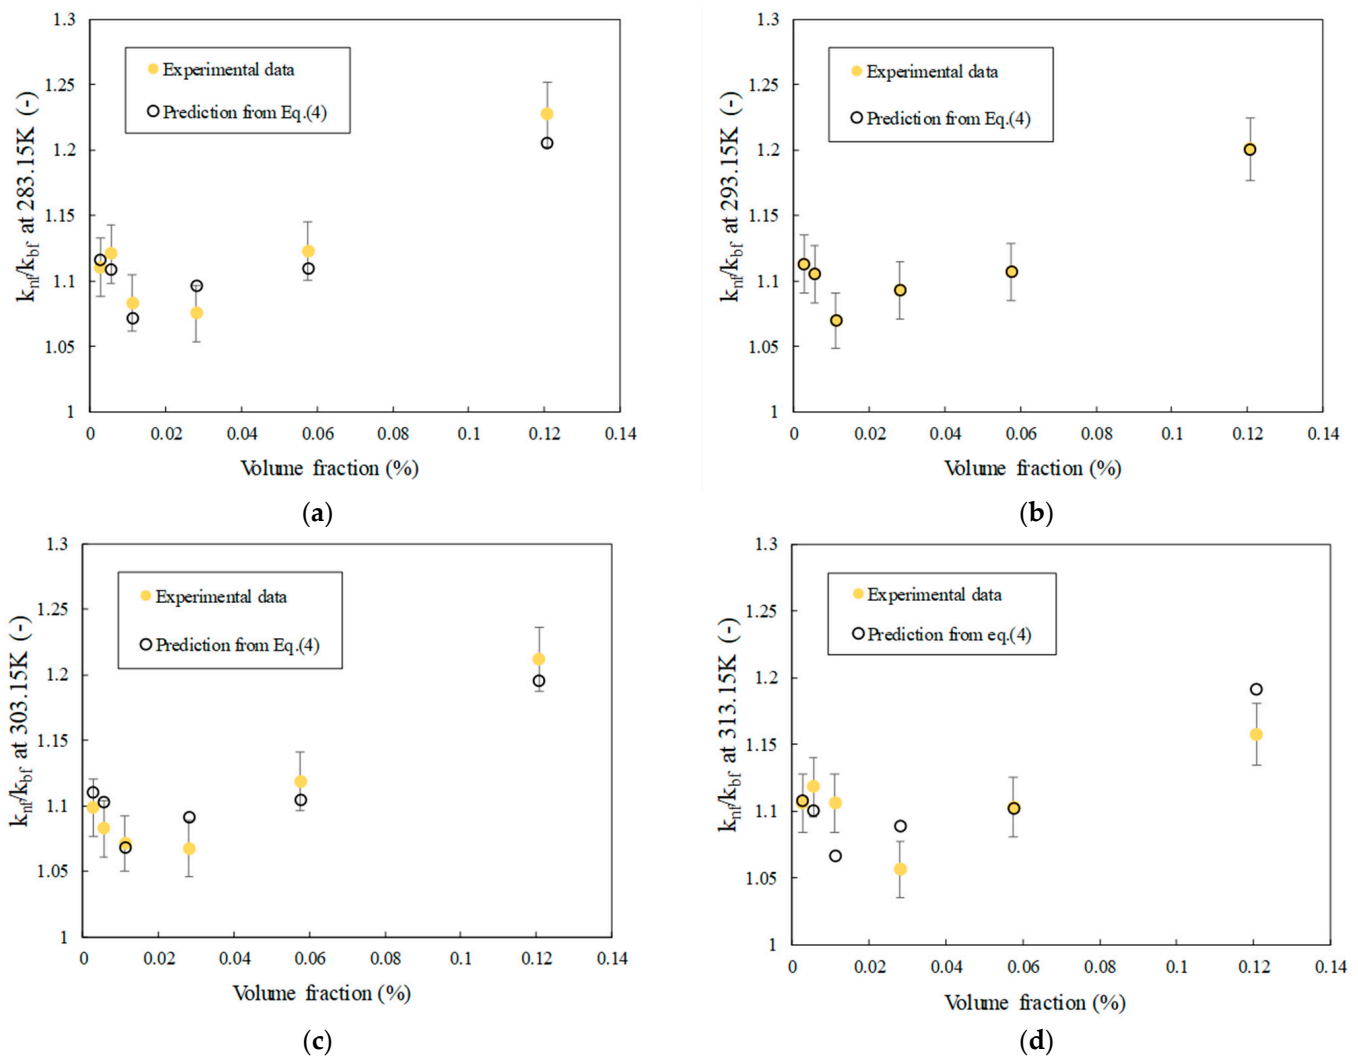 1.3
1.25
1.2
1.15
1.1
1.05
1
k_nf/k_bf at 283.15K (-)
Experimental data
Prediction from Eq.(4)
0 0.02 0.04 0.06 0.08 0.1 0.12 0.14
Volume fraction (%)
(a)
1.3
1.25
1.2
1.15
1.1
1.05
1
k_nf/k_bf at 293.15K (-)
Experimental data
Prediction from Eq.(4)
0 0.02 0.04 0.06 0.08 0.1 0.12 0.14
Volume fraction (%)
(b)
1.3
1.25
1.2
1.15
1.1
1.05
1
k_nf/k_bf at 303.15K (-)
Experimental data
Prediction from Eq.(4)
0 0.02 0.04 0.06 0.08 0.1 0.12 0.14
Volume fraction (%)
(c)
1.3
1.25
1.2
1.15
1.1
1.05
1
k_nf/k_bf at 313.15K (-)
Experimental data
Prediction from eq.(4)
0 0.02 0.04 0.06 0.08 0.1 0.12 0.14
Volume fraction (%)
(d)